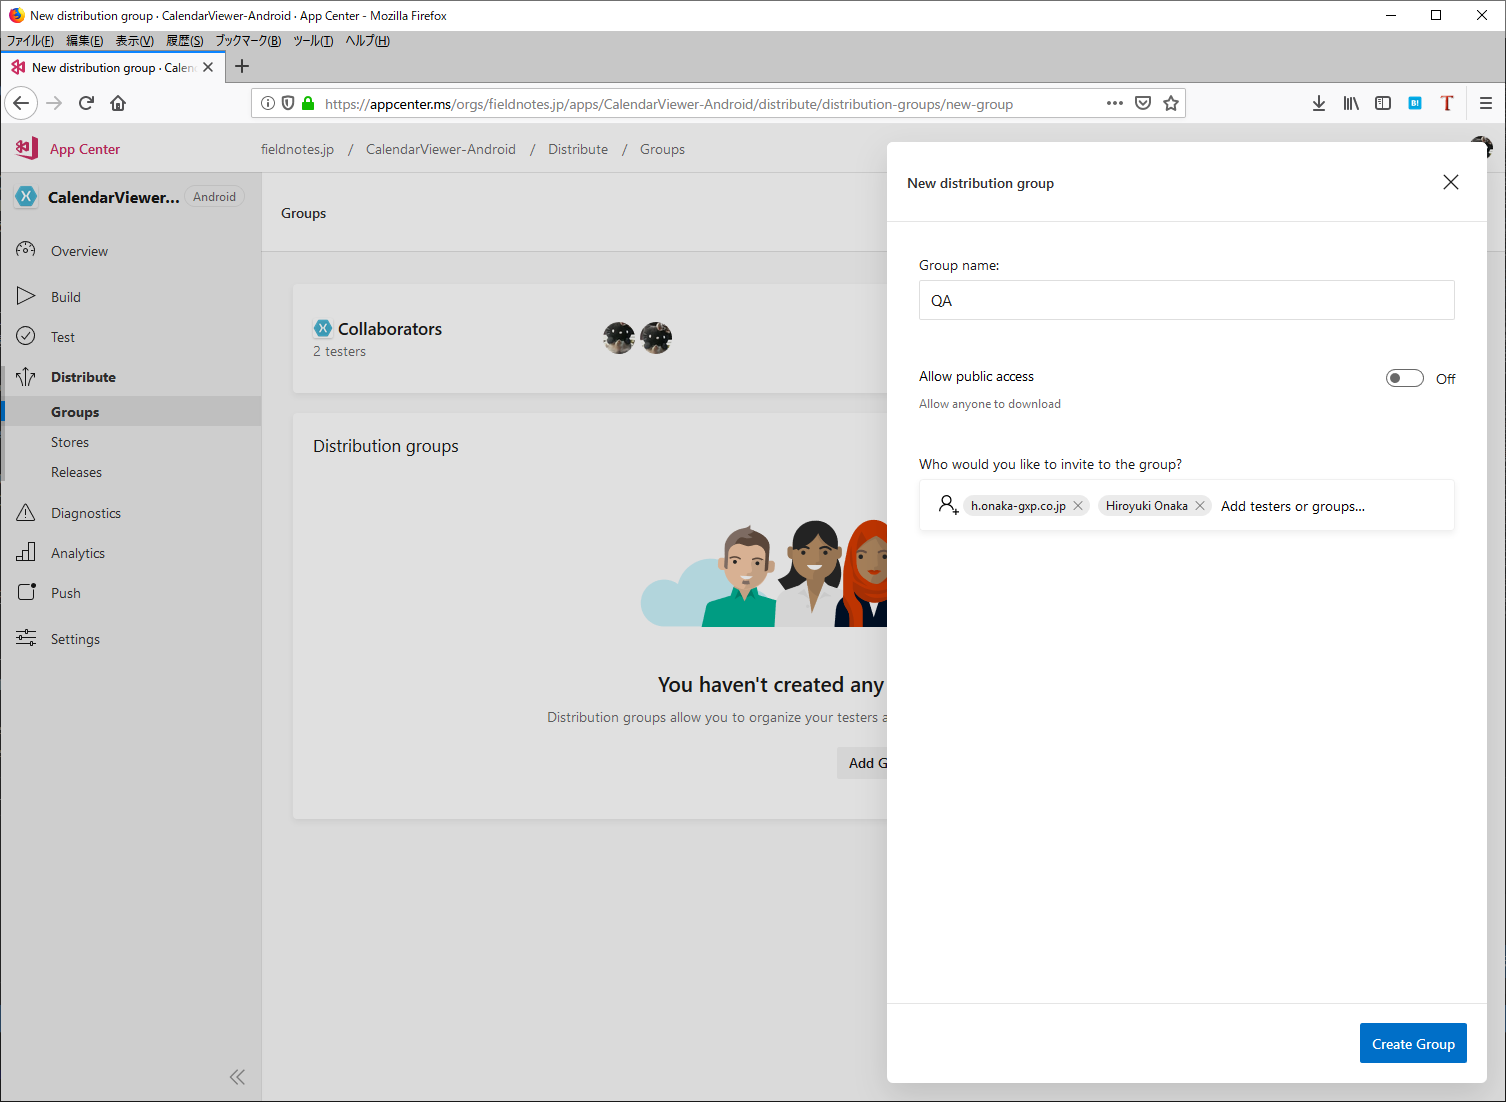 New distribution group · CalendarViewer-Android · App Center - Mozilla Firefox
ファイル(F) 編集(E) 表示(V) 履歴(S) ブックマーク(B) ツール(T) ヘルプ(H)
New distribution group · Calen
https://appcenter.ms/orgs/fieldnotes.jp/apps/CalendarViewer-Android/distribute/distribution-groups/new-group
B!
T
App Center
fieldnotes.jp / CalendarViewer-Android / Distribute / Groups
CalendarViewer... Android
Overview
Build
Test
Distribute
Groups
Stores
Releases
Diagnostics
Analytics
Push
Settings
Groups
Collaborators
2 testers
Distribution groups
You haven't created any
Distribution groups allow you to organize your testers a
Add G
New distribution group
Group name:
QA
Allow public access
Off
Allow anyone to download
Who would you like to invite to the group?
h.onaka-gxp.co.jp Hiroyuki Onaka Add testers or groups...
Create Group